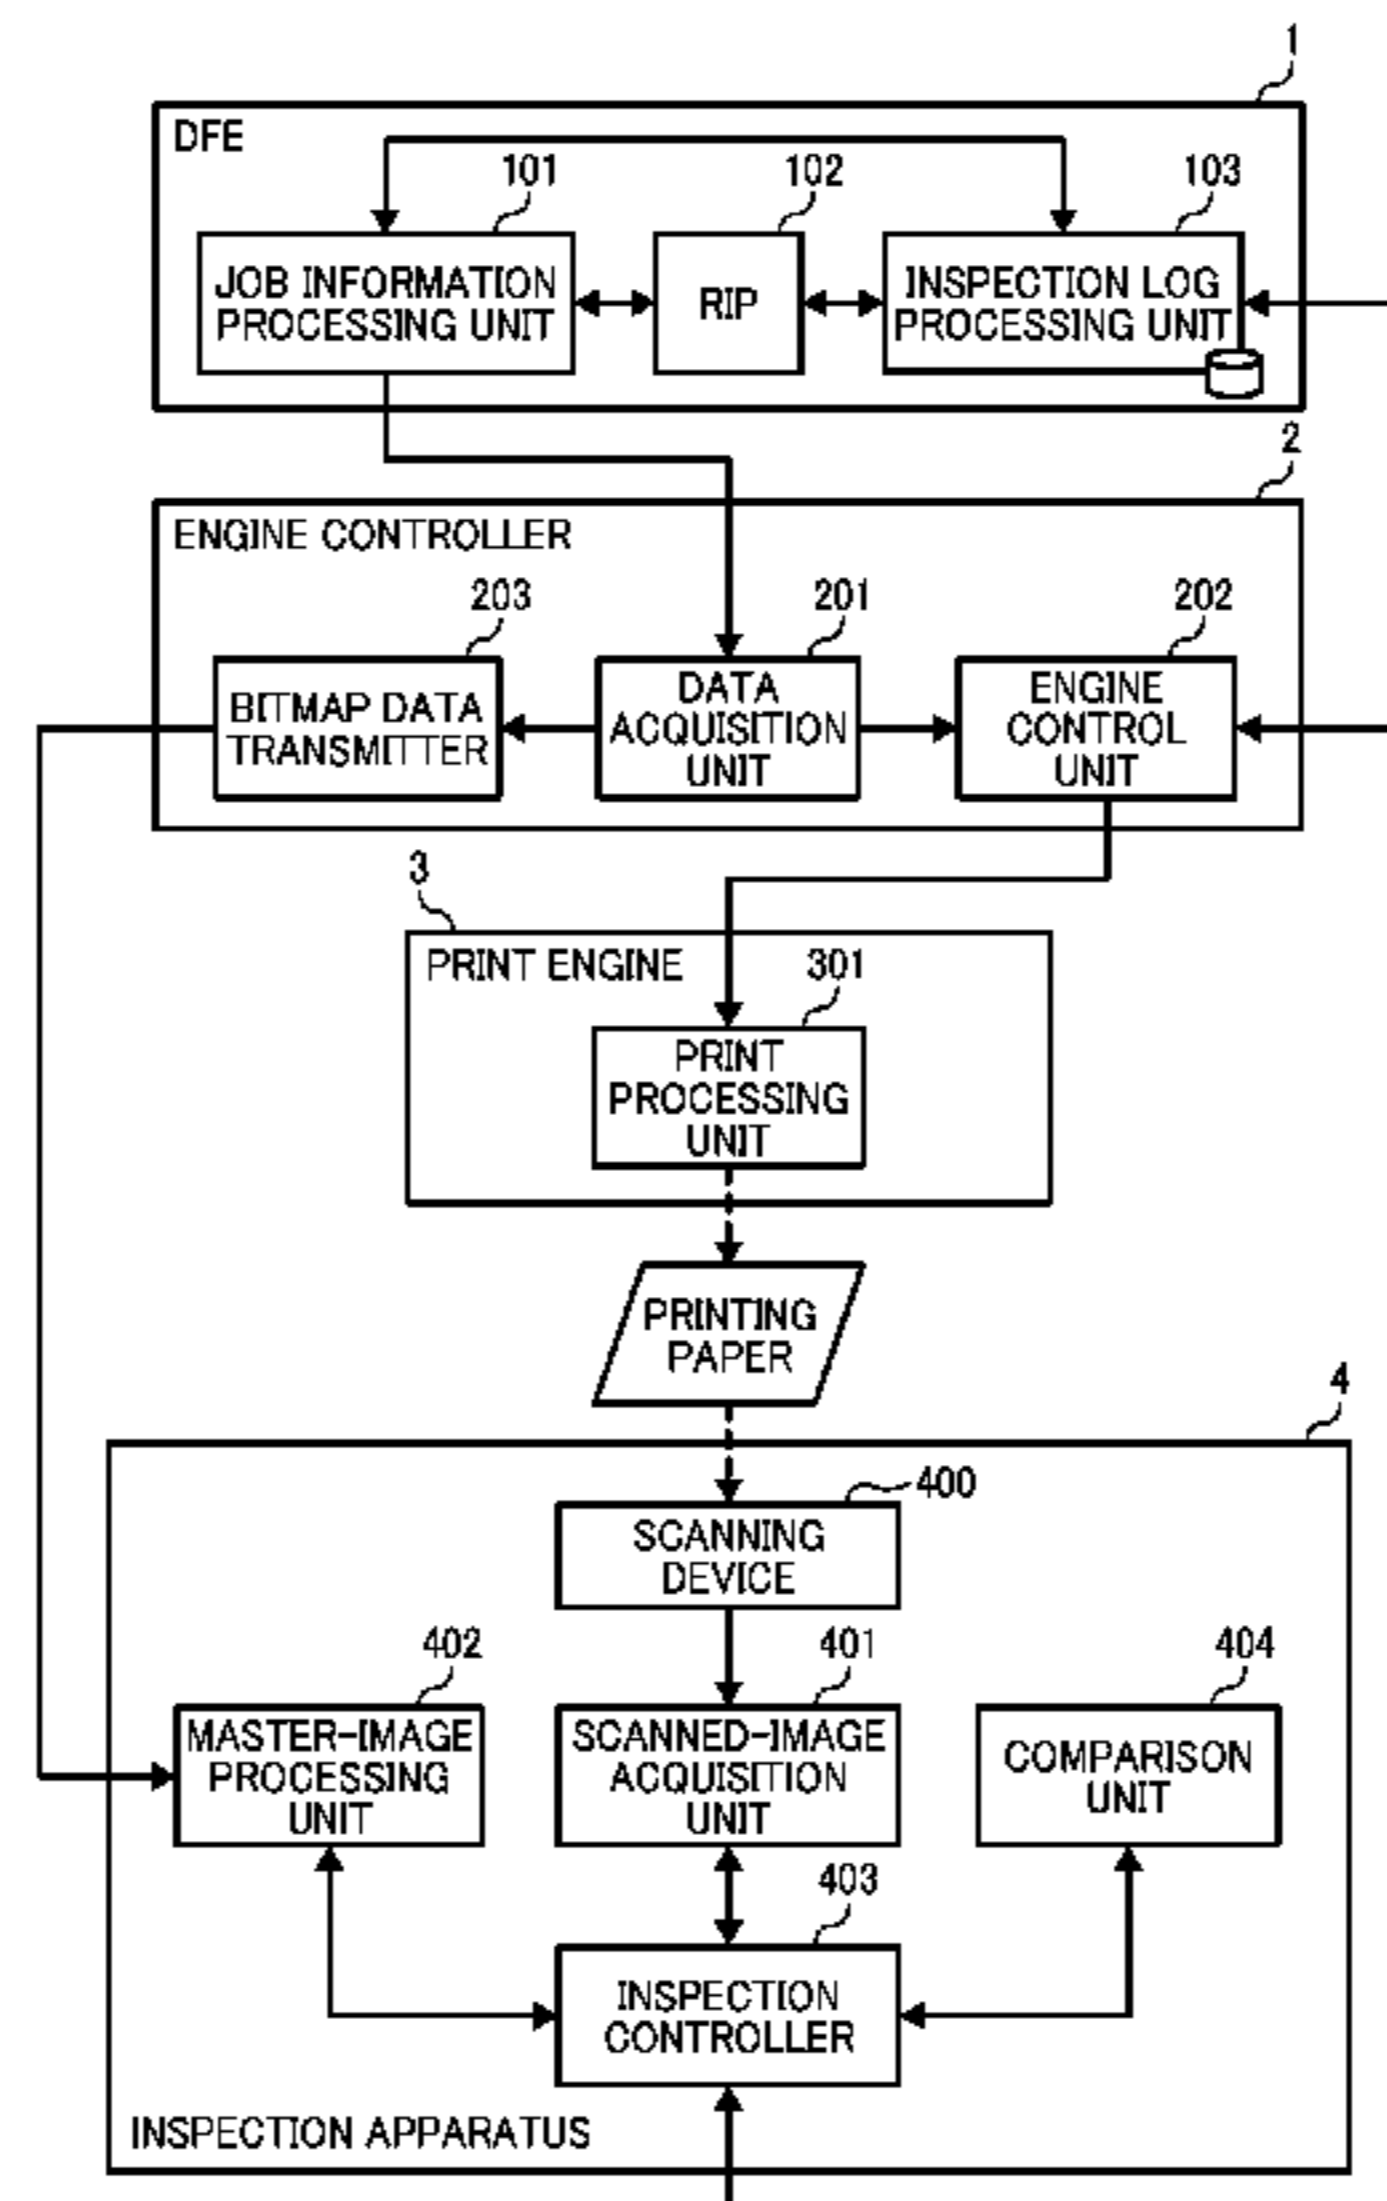 1
DFE
101
102
103
JOB INFORMATION
PROCESSING UNIT
RIP
INSPECTION LOG
PROCESSING UNIT
2
ENGINE CONTROLLER
203
201
202
BITMAP DATA
TRANSMITTER
DATA
ACQUISITION
UNIT
ENGINE
CONTROL
UNIT
3
PRINT ENGINE
301
PRINT
PROCESSING
UNIT
PRINTING
PAPER
4
400
SCANNING
DEVICE
402
401
404
MASTER-IMAGE
PROCESSING
UNIT
SCANNED-IMAGE
ACQUISITION
UNIT
COMPARISON
UNIT
403
INSPECTION
CONTROLLER
INSPECTION APPARATUS